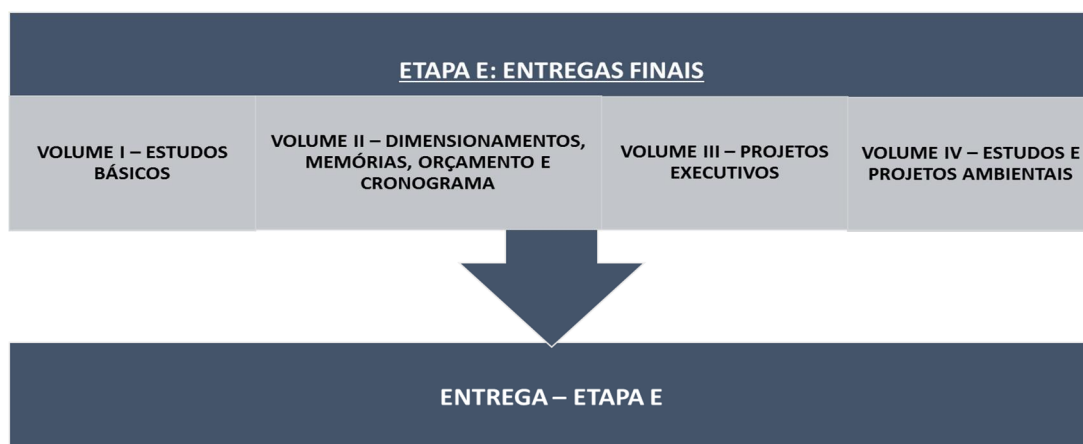 ETAPA E: ENTREGAS FINAIS
VOLUME I – ESTUDOS
BÁSICOS
VOLUME II – DIMENSIONAMENTOS,
MEMÓRIAS, ORÇAMENTO E
CRONOGRAMA
VOLUME III – PROJETOS
EXECUTIVOS
VOLUME IV – ESTUDOS E
PROJETOS AMBIENTAIS
ENTREGA – ETAPA E